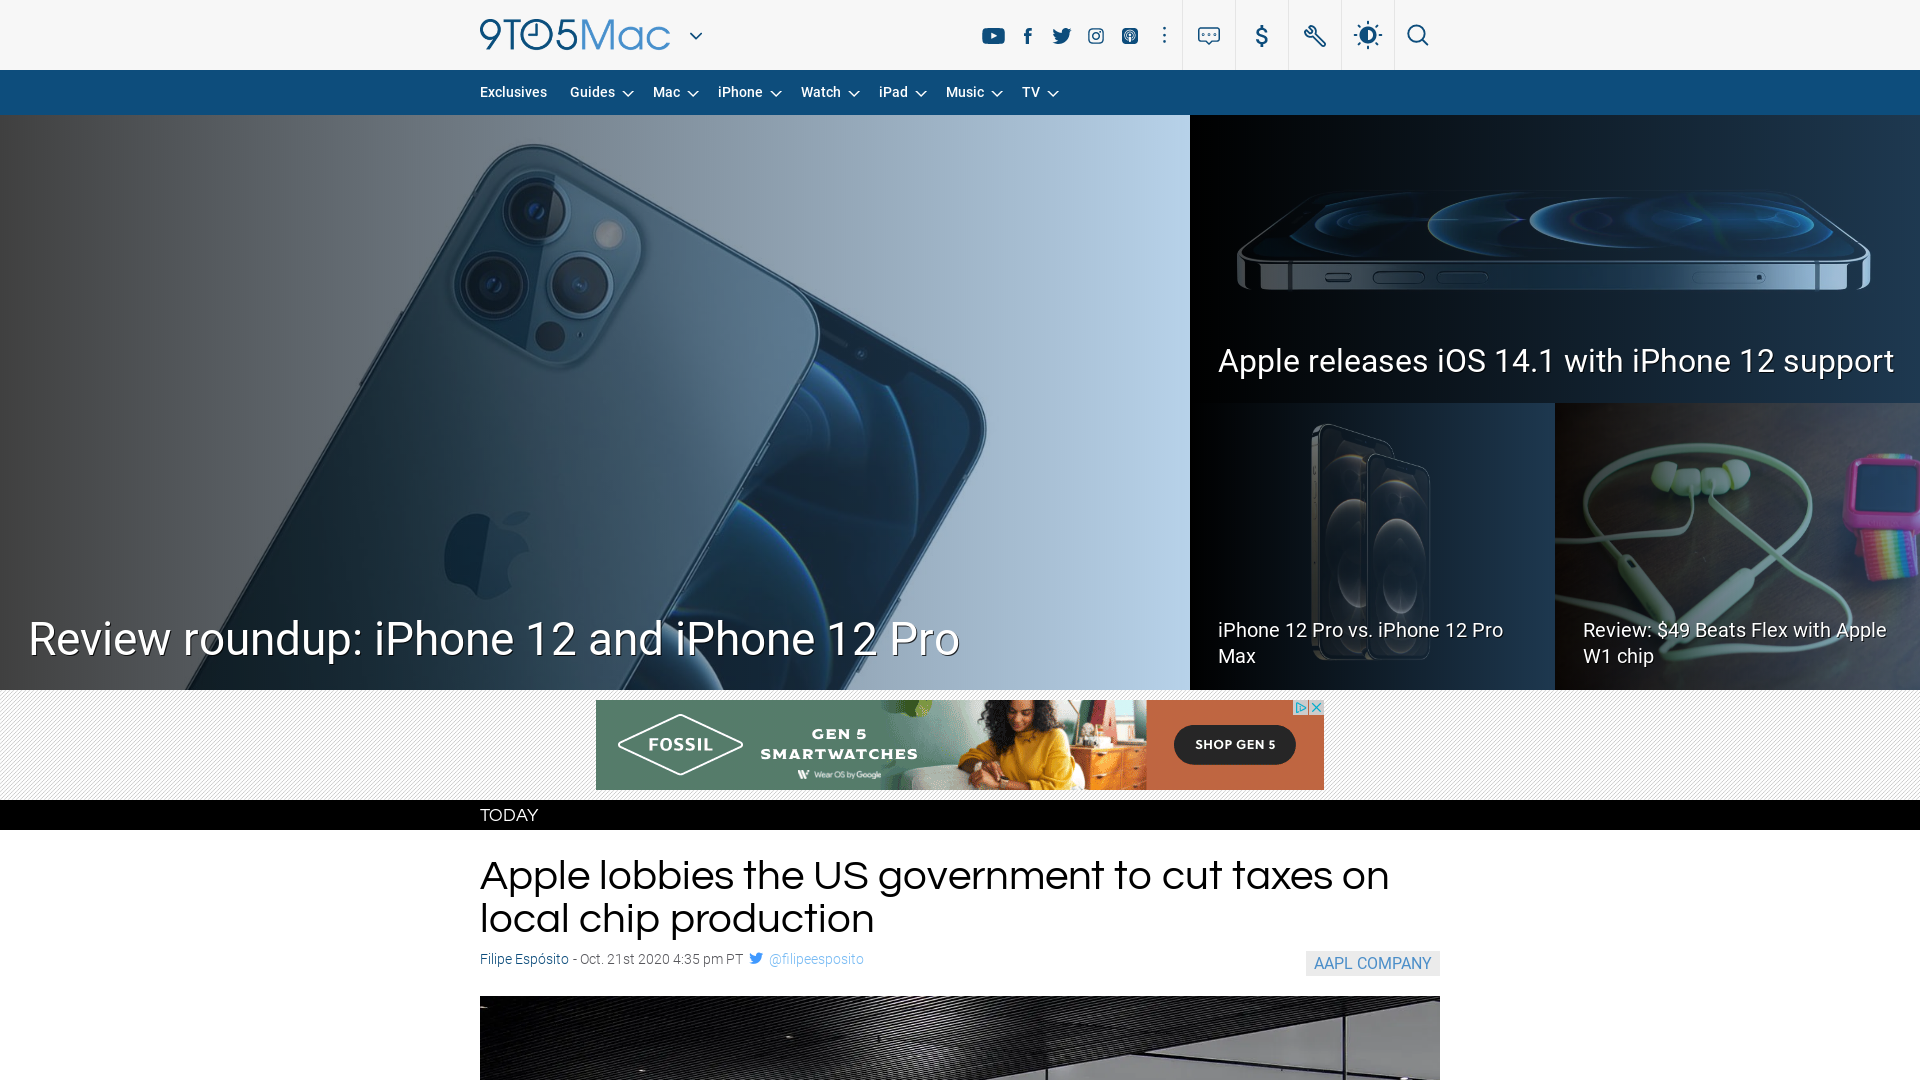 9TO5Mac
Exclusives Guides Mac iPhone Watch iPad Music TV
Review roundup: iPhone 12 and iPhone 12 Pro
Apple releases iOS 14.1 with iPhone 12 support
iPhone 12 Pro vs. iPhone 12 Pro
Max
Review: $49 Beats Flex with Apple
W1 chip
FOSSIL
GEN 5
SMARTWATCHES
Wear OS by Google
SHOP GEN 5
TODAY
Apple lobbies the US government to cut taxes on
local chip production
Filipe Espósito - Oct. 21st 2020 4:35 pm PT @filipeesposito
AAPL COMPANY